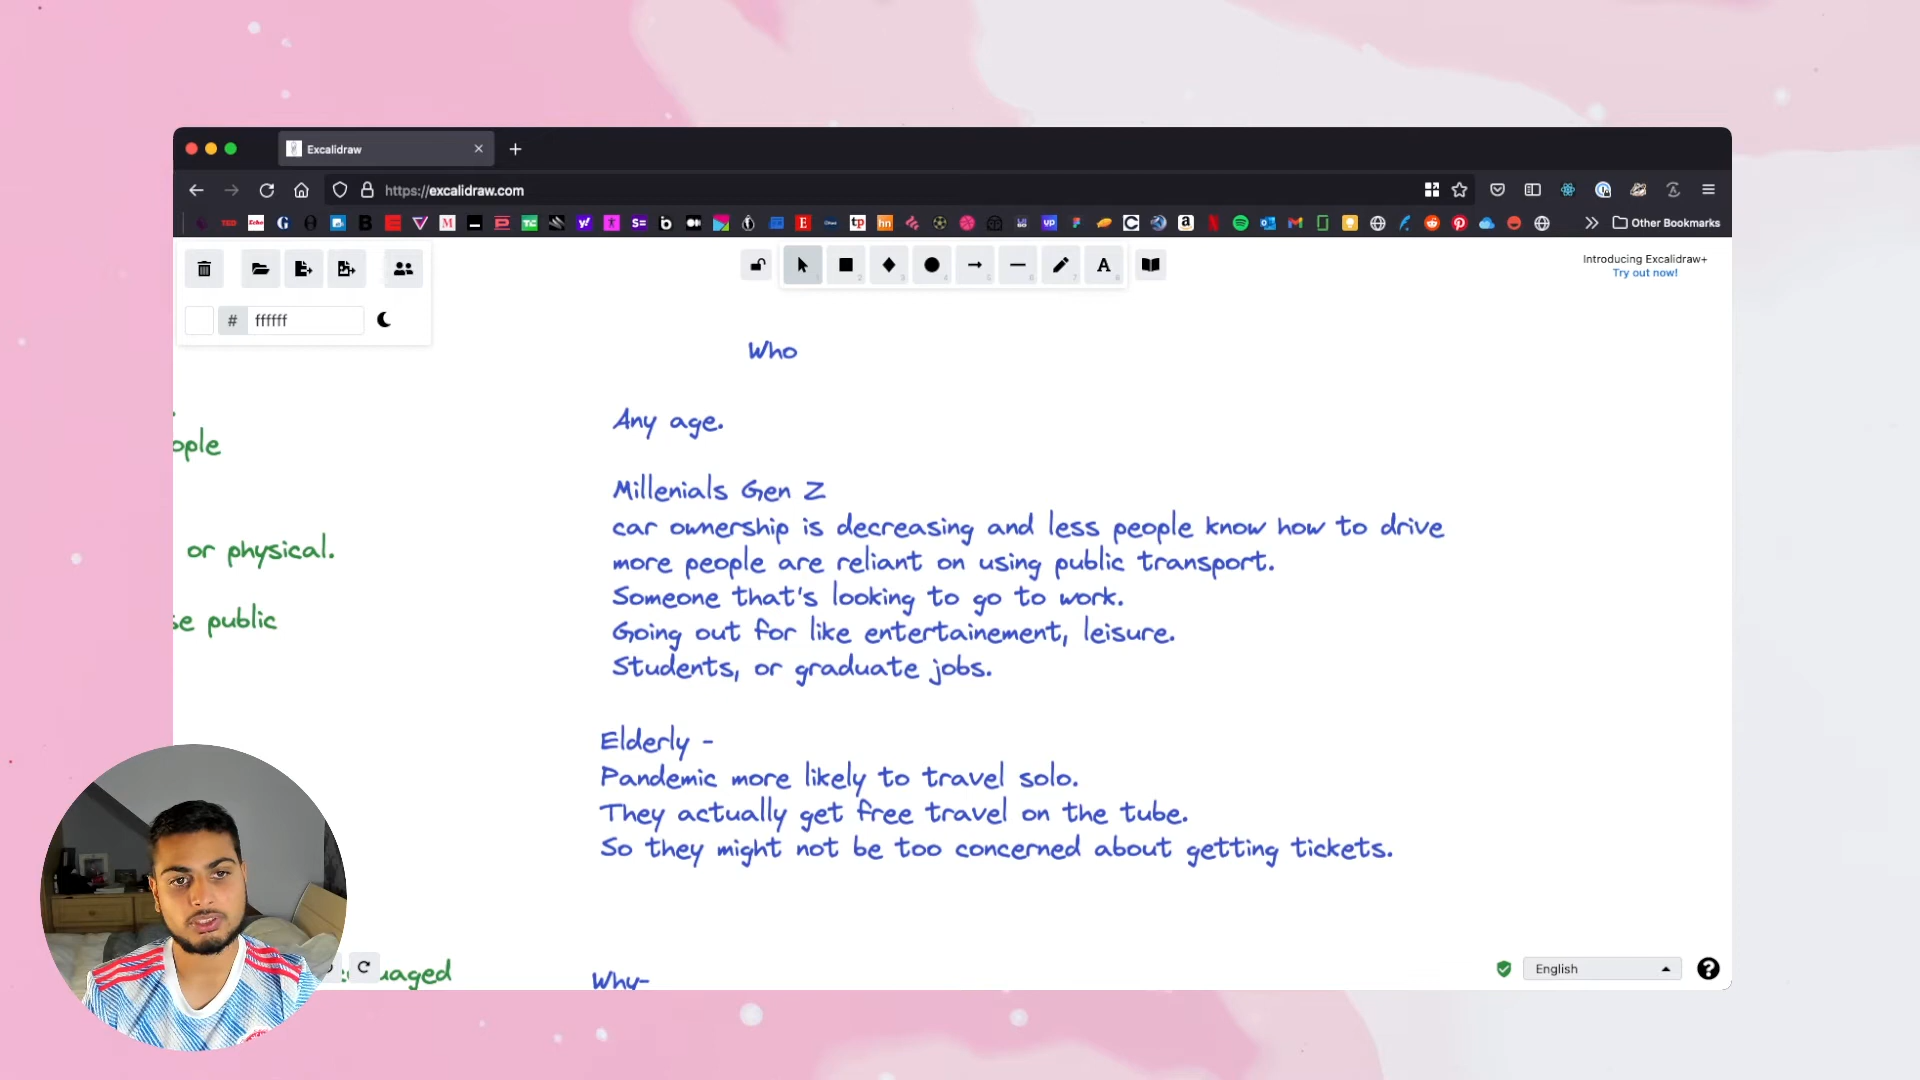 Excalidraw
https://excalidraw.com
Other Bookmarks
Introducing Excalidraw+
Try out now!
# ffffff
Who
Any age.
ople
Millenials Gen Z
car ownership is decreasing and less people know how to drive
more people are reliant on using public transport.
or physical.
Someone that's looking to go to work.
se public
Going out for like entertainement, leisure.
Students, or graduate jobs.
Elderly -
Pandemic more likely to travel solo.
They actually get free travel on the tube.
So they might not be too concerned about getting tickets.
uaged
Why-
English